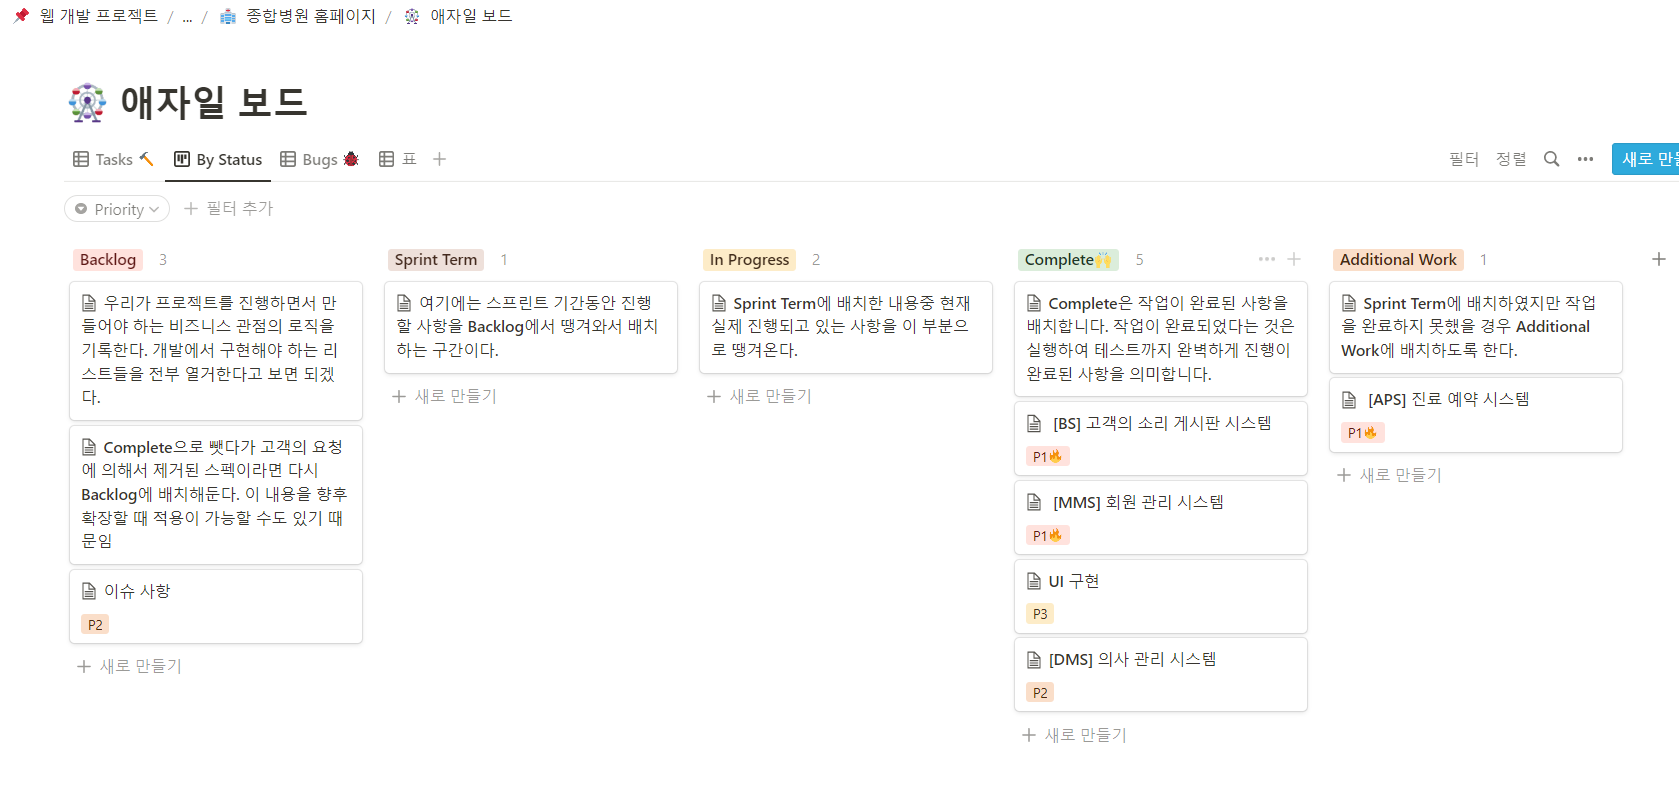 웹 개발 프로젝트 / ... / 종합병원 홈페이지 / 애자일 보드
애자일 보드
Tasks By Status Bugs 표
필터 정렬 새로 만들
Priority 필터 추가
Backlog 3
우리가 프로젝트를 진행하면서 만
들어야 하는 비즈니스 관점의 로직을
기록한다. 개발에서 구현해야 하는 리
스트들을 전부 열거한다고 보면 되겠
다.
Complete으로 뺏다가 고객의 요청
에 의해서 제거된 스펙이라면 다시
Backlog에 배치해둔다. 이 내용을 향후
확장할 때 적용이 가능할 수도 있기 때
문임
이슈 사항
P2
새로 만들기
Sprint Term 1
여기에는 스프린트 기간동안 진행
할 사항을 Backlog에서 땡겨와서 배치
하는 구간이다.
새로 만들기
In Progress 2
Sprint Term에 배치한 내용중 현재
실제 진행되고 있는 사항을 이 부분으
로 땡겨온다.
새로 만들기
Complete🙌 5
Complete은 작업이 완료된 사항을
배치합니다. 작업이 완료되었다는 것은
실행하여 테스트까지 완벽하게 진행이
완료된 사항을 의미합니다.
[BS] 고객의 소리 게시판 시스템
P1🔥
[MMS] 회원 관리 시스템
P1🔥
UI 구현
P3
[DMS] 의사 관리 시스템
P2
새로 만들기
Additional Work 1
Sprint Term에 배치하였지만 작업
을 완료하지 못했을 경우 Additional
Work에 배치하도록 한다.
[APS] 진료 예약 시스템
P1🔥
새로 만들기